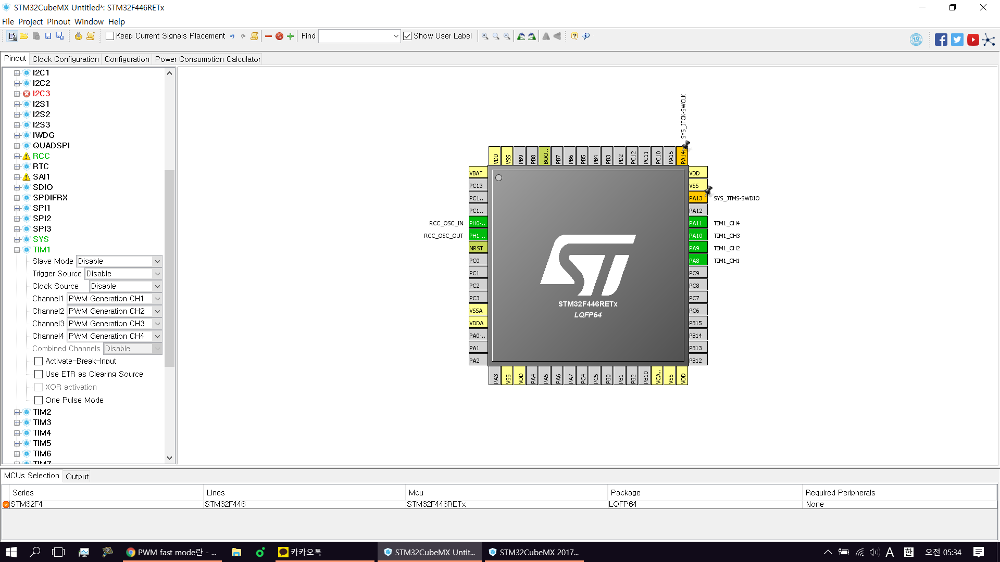 STM32CubeMX Untitled*: STM32F446RETx
File Project Pinout Window Help
Keep Current Signals Placement Find Show User Label
Pinout Clock Configuration Configuration Power Consumption Calculator
I2C1
I2C2
I2C3
I2S1
I2S2
I2S3
IWDG
QUADSPI
RCC
RTC
SAI1
SDIO
SPDIFRX
SPI1
SPI2
SPI3
SYS
TIM1
Slave Mode Disable
Trigger Source Disable
Clock Source Disable
Channel1 PWM Generation CH1
Channel2 PWM Generation CH2
Channel3 PWM Generation CH3
Channel4 PWM Generation CH4
Combined Channels Disable
Activate-Break-Input
Use ETR as Clearing Source
XOR activation
One Pulse Mode
TIM2
TIM3
TIM4
TIM5
TIM6
TIM7
SYS_JTCK-SWCLK
VDD VSS PB9 PB8 BOO.. PB7 PB6 PB5 PB4 PB3 PD2 PC12 PC11 PC10 PA15 PA14
VBAT
PC13
PC1..
PC1..
RCC_OSC_IN PH0-..
RCC_OSC_OUT PH1-..
NRST
PC0
PC1
PC2
PC3
VSSA
VDDA
PA0-..
PA1
PA2
STM32F446RETx
LQFP64
VDD
VSS
PA13 SYS_JTMS-SWDIO
PA12
PA11 TIM1_CH4
PA10 TIM1_CH3
PA9 TIM1_CH2
PA8 TIM1_CH1
PC9
PC8
PC7
PC6
PB15
PB14
PB13
PB12
PA3 VSS VDD PA4 PA5 PA6 PA7 PC4 PC5 PB0 PB1 PB2 PB10 VCA.. VSS VDD
MCUs Selection Output
Series Lines Mcu Package Required Peripherals
STM32F4 STM32F446 STM32F446RETx LQFP64 None
PWM fast mode란 - ... 카카오톡 STM32CubeMX Untit... STM32CubeMX 2017... A 한 오전 05:34